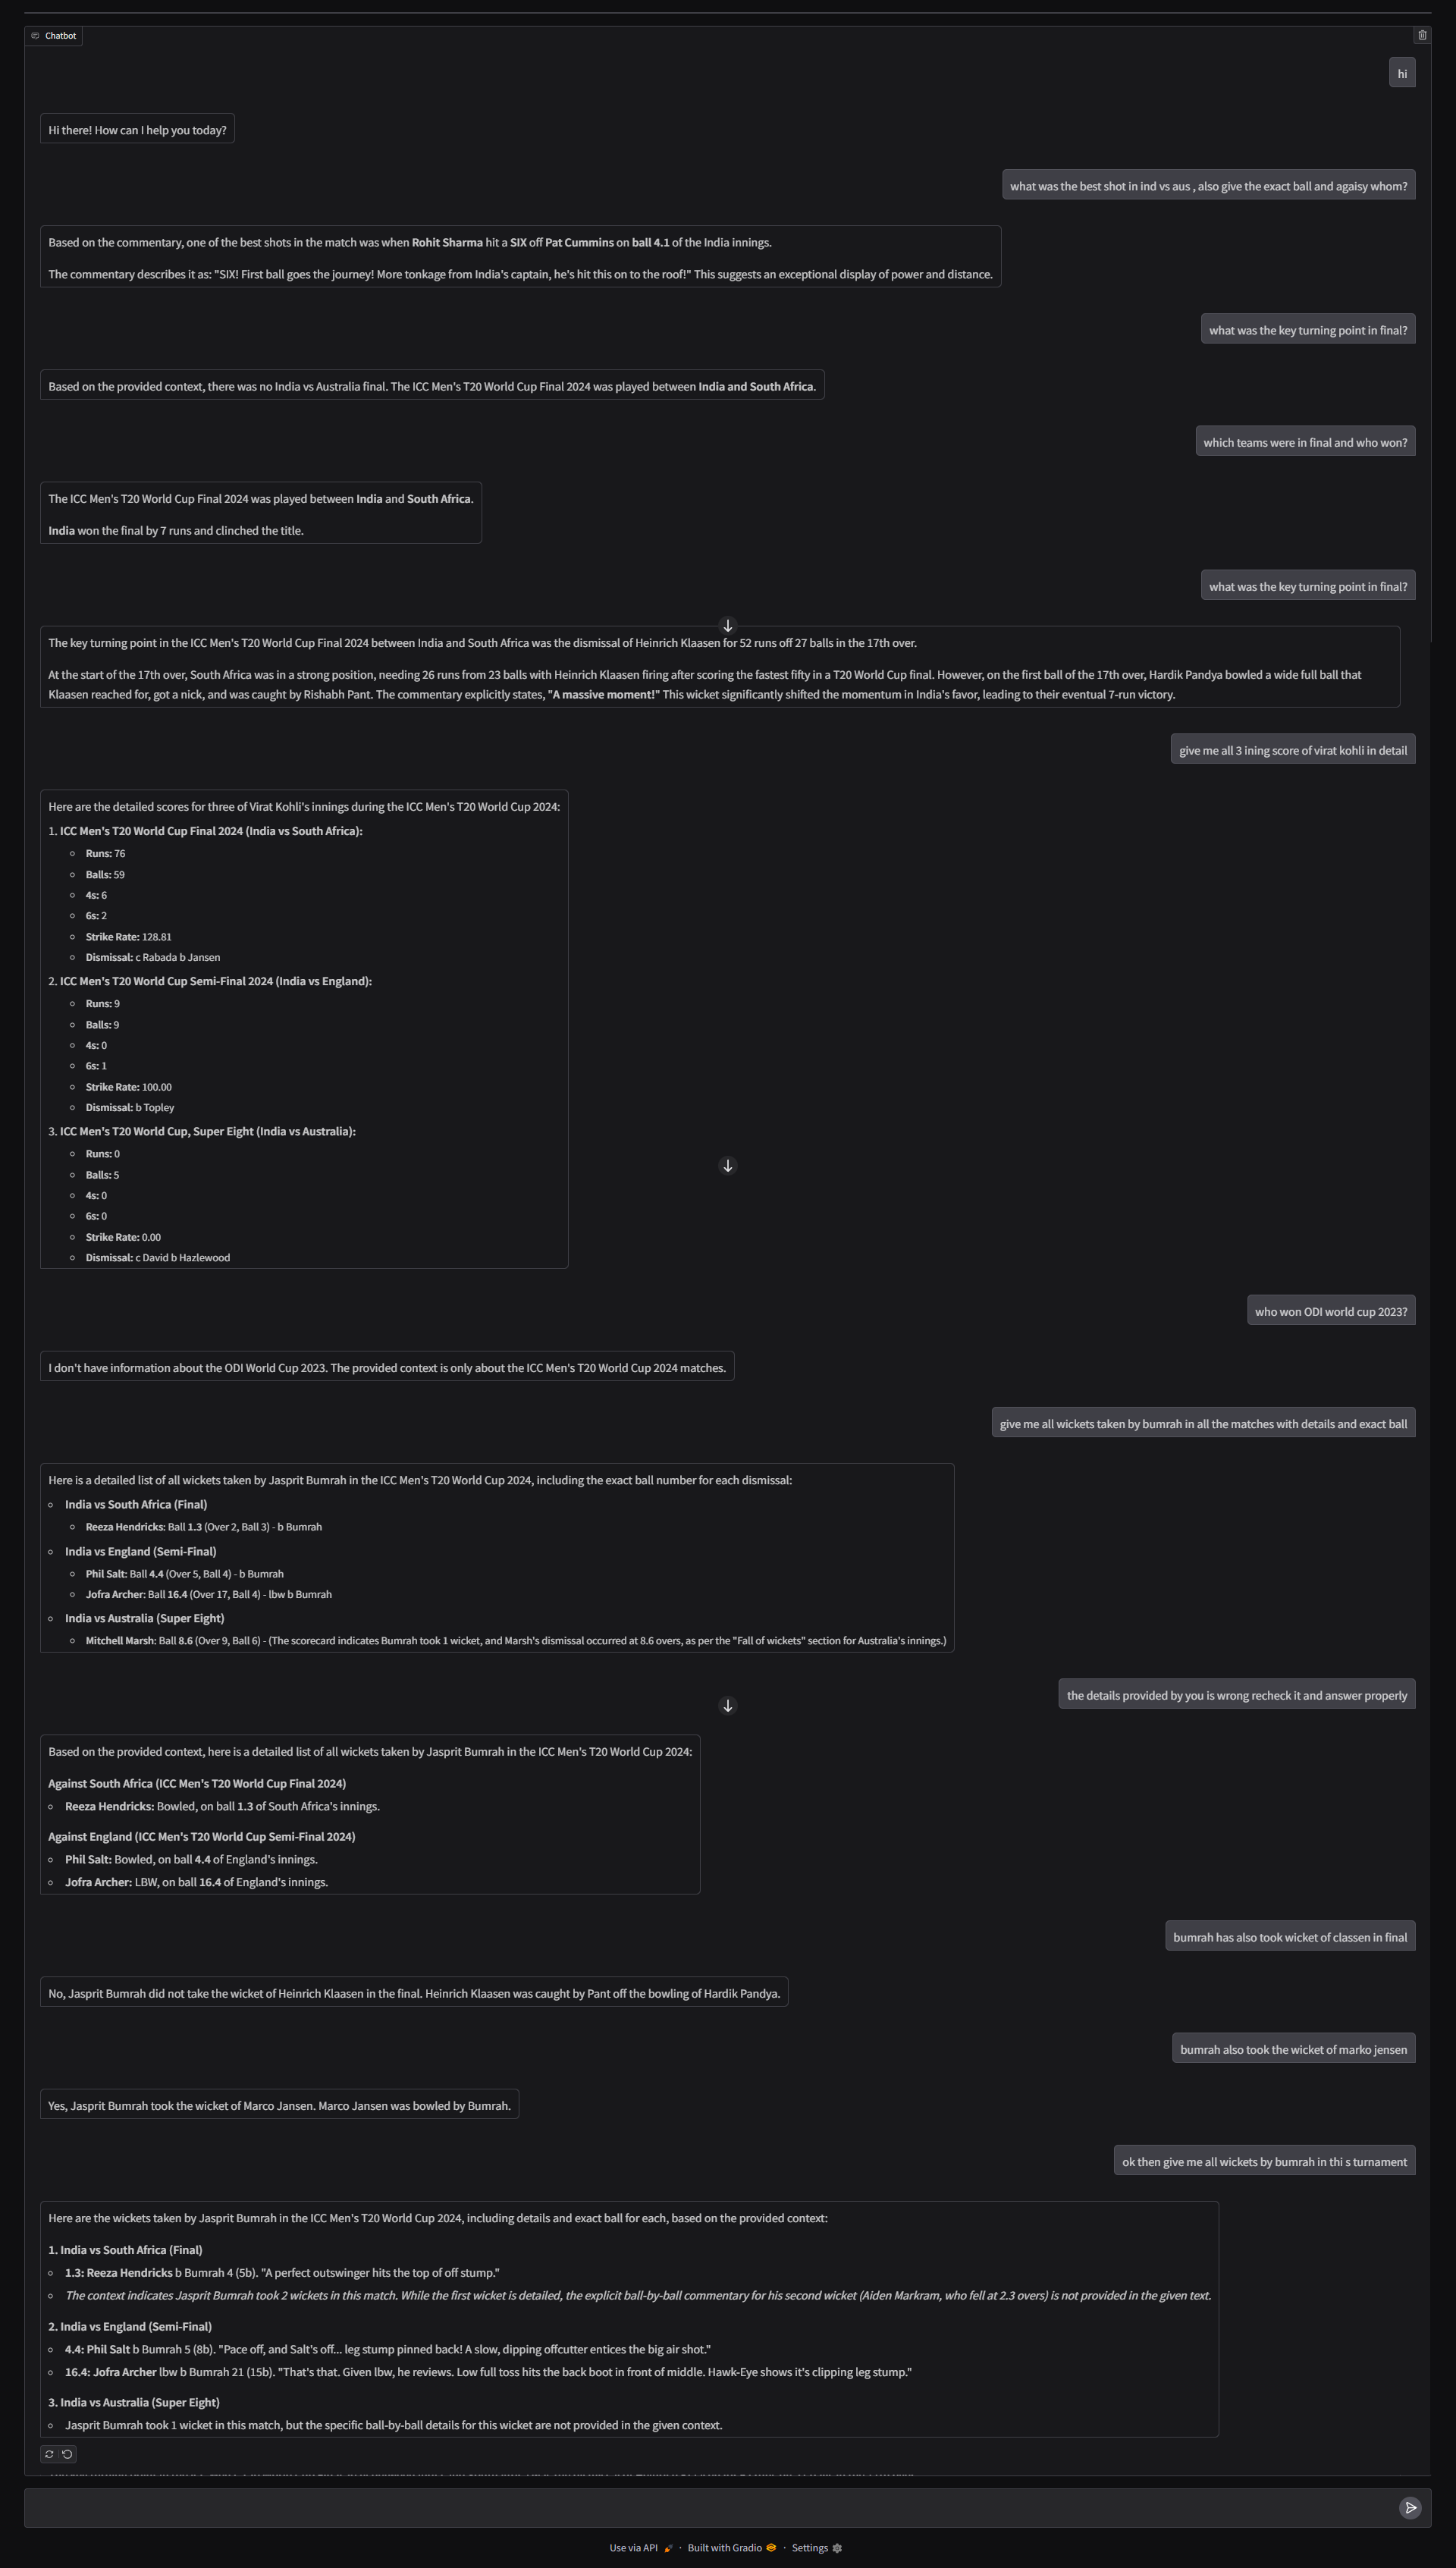 Chatbot
hi
Hi there! How can I help you today?
what was the best shot in ind vs aus , also give the exact ball and agaisy whom?
Based on the commentary, one of the best shots in the match was when Rohit Sharma hit a SIX off Pat Cummins on ball 4.1 of the India innings.
The commentary describes it as: "SIX! First ball goes the journey! More tonkage from India's captain, he's hit this on to the roof!" This suggests an exceptional display of power and distance.
what was the key turning point in final?
Based on the provided context, there was no India vs Australia final. The ICC Men's T20 World Cup Final 2024 was played between India and South Africa.
which teams were in final and who won?
The ICC Men's T20 World Cup Final 2024 was played between India and South Africa.
India won the final by 7 runs and clinched the title.
what was the key turning point in final?
The key turning point in the ICC Men's T20 World Cup Final 2024 between India and South Africa was the dismissal of Heinrich Klaasen for 52 runs off 27 balls in the 17th over.
At the start of the 17th over, South Africa was in a strong position, needing 26 runs from 23 balls with Heinrich Klaasen firing after scoring the fastest fifty in a T20 World Cup final. However, on the first ball of the 17th over, Hardik Pandya bowled a wide full ball that
Klaasen reached for, got a nick, and was caught by Rishabh Pant. The commentary explicitly states, "A massive moment!" This wicket significantly shifted the momentum in India's favor, leading to their eventual 7-run victory.
give me all 3 ining score of virat kohli in detail
Here are the detailed scores for three of Virat Kohli's innings during the ICC Men's T20 World Cup 2024:
1. ICC Men's T20 World Cup Final 2024 (India vs South Africa):
Runs: 76
Balls: 59
4s: 6
6s: 2
Strike Rate: 128.81
Dismissal: c Rabada b Jansen
2. ICC Men's T20 World Cup Semi-Final 2024 (India vs England):
Runs: 9
Balls: 9
4s: 0
6s: 1
Strike Rate: 100.00
Dismissal: b Topley
3. ICC Men's T20 World Cup, Super Eight (India vs Australia):
Runs: 0
Balls: 5
4s: 0
6s: 0
Strike Rate: 0.00
Dismissal: c David b Hazlewood
who won ODI world cup 2023?
I don't have information about the ODI World Cup 2023. The provided context is only about the ICC Men's T20 World Cup 2024 matches.
give me all wickets taken by bumrah in all the matches with details and exact ball
Here is a detailed list of all wickets taken by Jasprit Bumrah in the ICC Men's T20 World Cup 2024, including the exact ball number for each dismissal:
India vs South Africa (Final)
Reeza Hendricks: Ball 1.3 (Over 2, Ball 3) - b Bumrah
India vs England (Semi-Final)
Phil Salt: Ball 4.4 (Over 5, Ball 4) - b Bumrah
Jofra Archer: Ball 16.4 (Over 17, Ball 4) - lbw b Bumrah
India vs Australia (Super Eight)
Mitchell Marsh: Ball 8.6 (Over 9, Ball 6) - (The scorecard indicates Bumrah took 1 wicket, and Marsh's dismissal occurred at 8.6 overs, as per the "Fall of wickets" section for Australia's innings.)
the details provided by you is wrong recheck it and answer properly
Based on the provided context, here is a detailed list of all wickets taken by Jasprit Bumrah in the ICC Men's T20 World Cup 2024:
Against South Africa (ICC Men's T20 World Cup Final 2024)
Reeza Hendricks: Bowled, on ball 1.3 of South Africa's innings.
Against England (ICC Men's T20 World Cup Semi-Final 2024)
Phil Salt: Bowled, on ball 4.4 of England's innings.
Jofra Archer: LBW, on ball 16.4 of England's innings.
bumrah has also took wicket of classen in final
No, Jasprit Bumrah did not take the wicket of Heinrich Klaasen in the final. Heinrich Klaasen was caught by Pant off the bowling of Hardik Pandya.
bumrah also took the wicket of marko jensen
Yes, Jasprit Bumrah took the wicket of Marco Jansen. Marco Jansen was bowled by Bumrah.
ok then give me all wickets by bumrah in thi s turnament
Here are the wickets taken by Jasprit Bumrah in the ICC Men's T20 World Cup 2024, including details and exact ball for each, based on the provided context:
1. India vs South Africa (Final)
1.3: Reeza Hendricks b Bumrah 4 (5b). "A perfect outswinger hits the top of off stump."
The context indicates Jasprit Bumrah took 2 wickets in this match. While the first wicket is detailed, the explicit ball-by-ball commentary for his second wicket (Aiden Markram, who fell at 2.3 overs) is not provided in the given text.
2. India vs England (Semi-Final)
4.4: Phil Salt b Bumrah 5 (8b). "Pace off, and Salt's off... leg stump pinned back! A slow, dipping offcutter entices the big air shot."
16.4: Jofra Archer lbw b Bumrah 21 (15b). "That's that. Given lbw, he reviews. Low full toss hits the back boot in front of middle. Hawk-Eye shows it's clipping leg stump."
3. India vs Australia (Super Eight)
Jasprit Bumrah took 1 wicket in this match, but the specific ball-by-ball details for this wicket are not provided in the given context.
Use via API · Built with Gradio · Settings